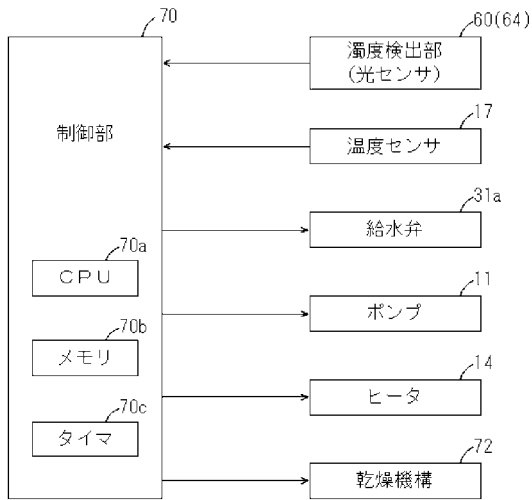 70
制御部
70a
CPU
70b
メモリ
70c
タイマ
60(64)
濁度検出部
(光センサ)
17
温度センサ
31a
給水弁
11
ポンプ
14
ヒータ
72
乾燥機構